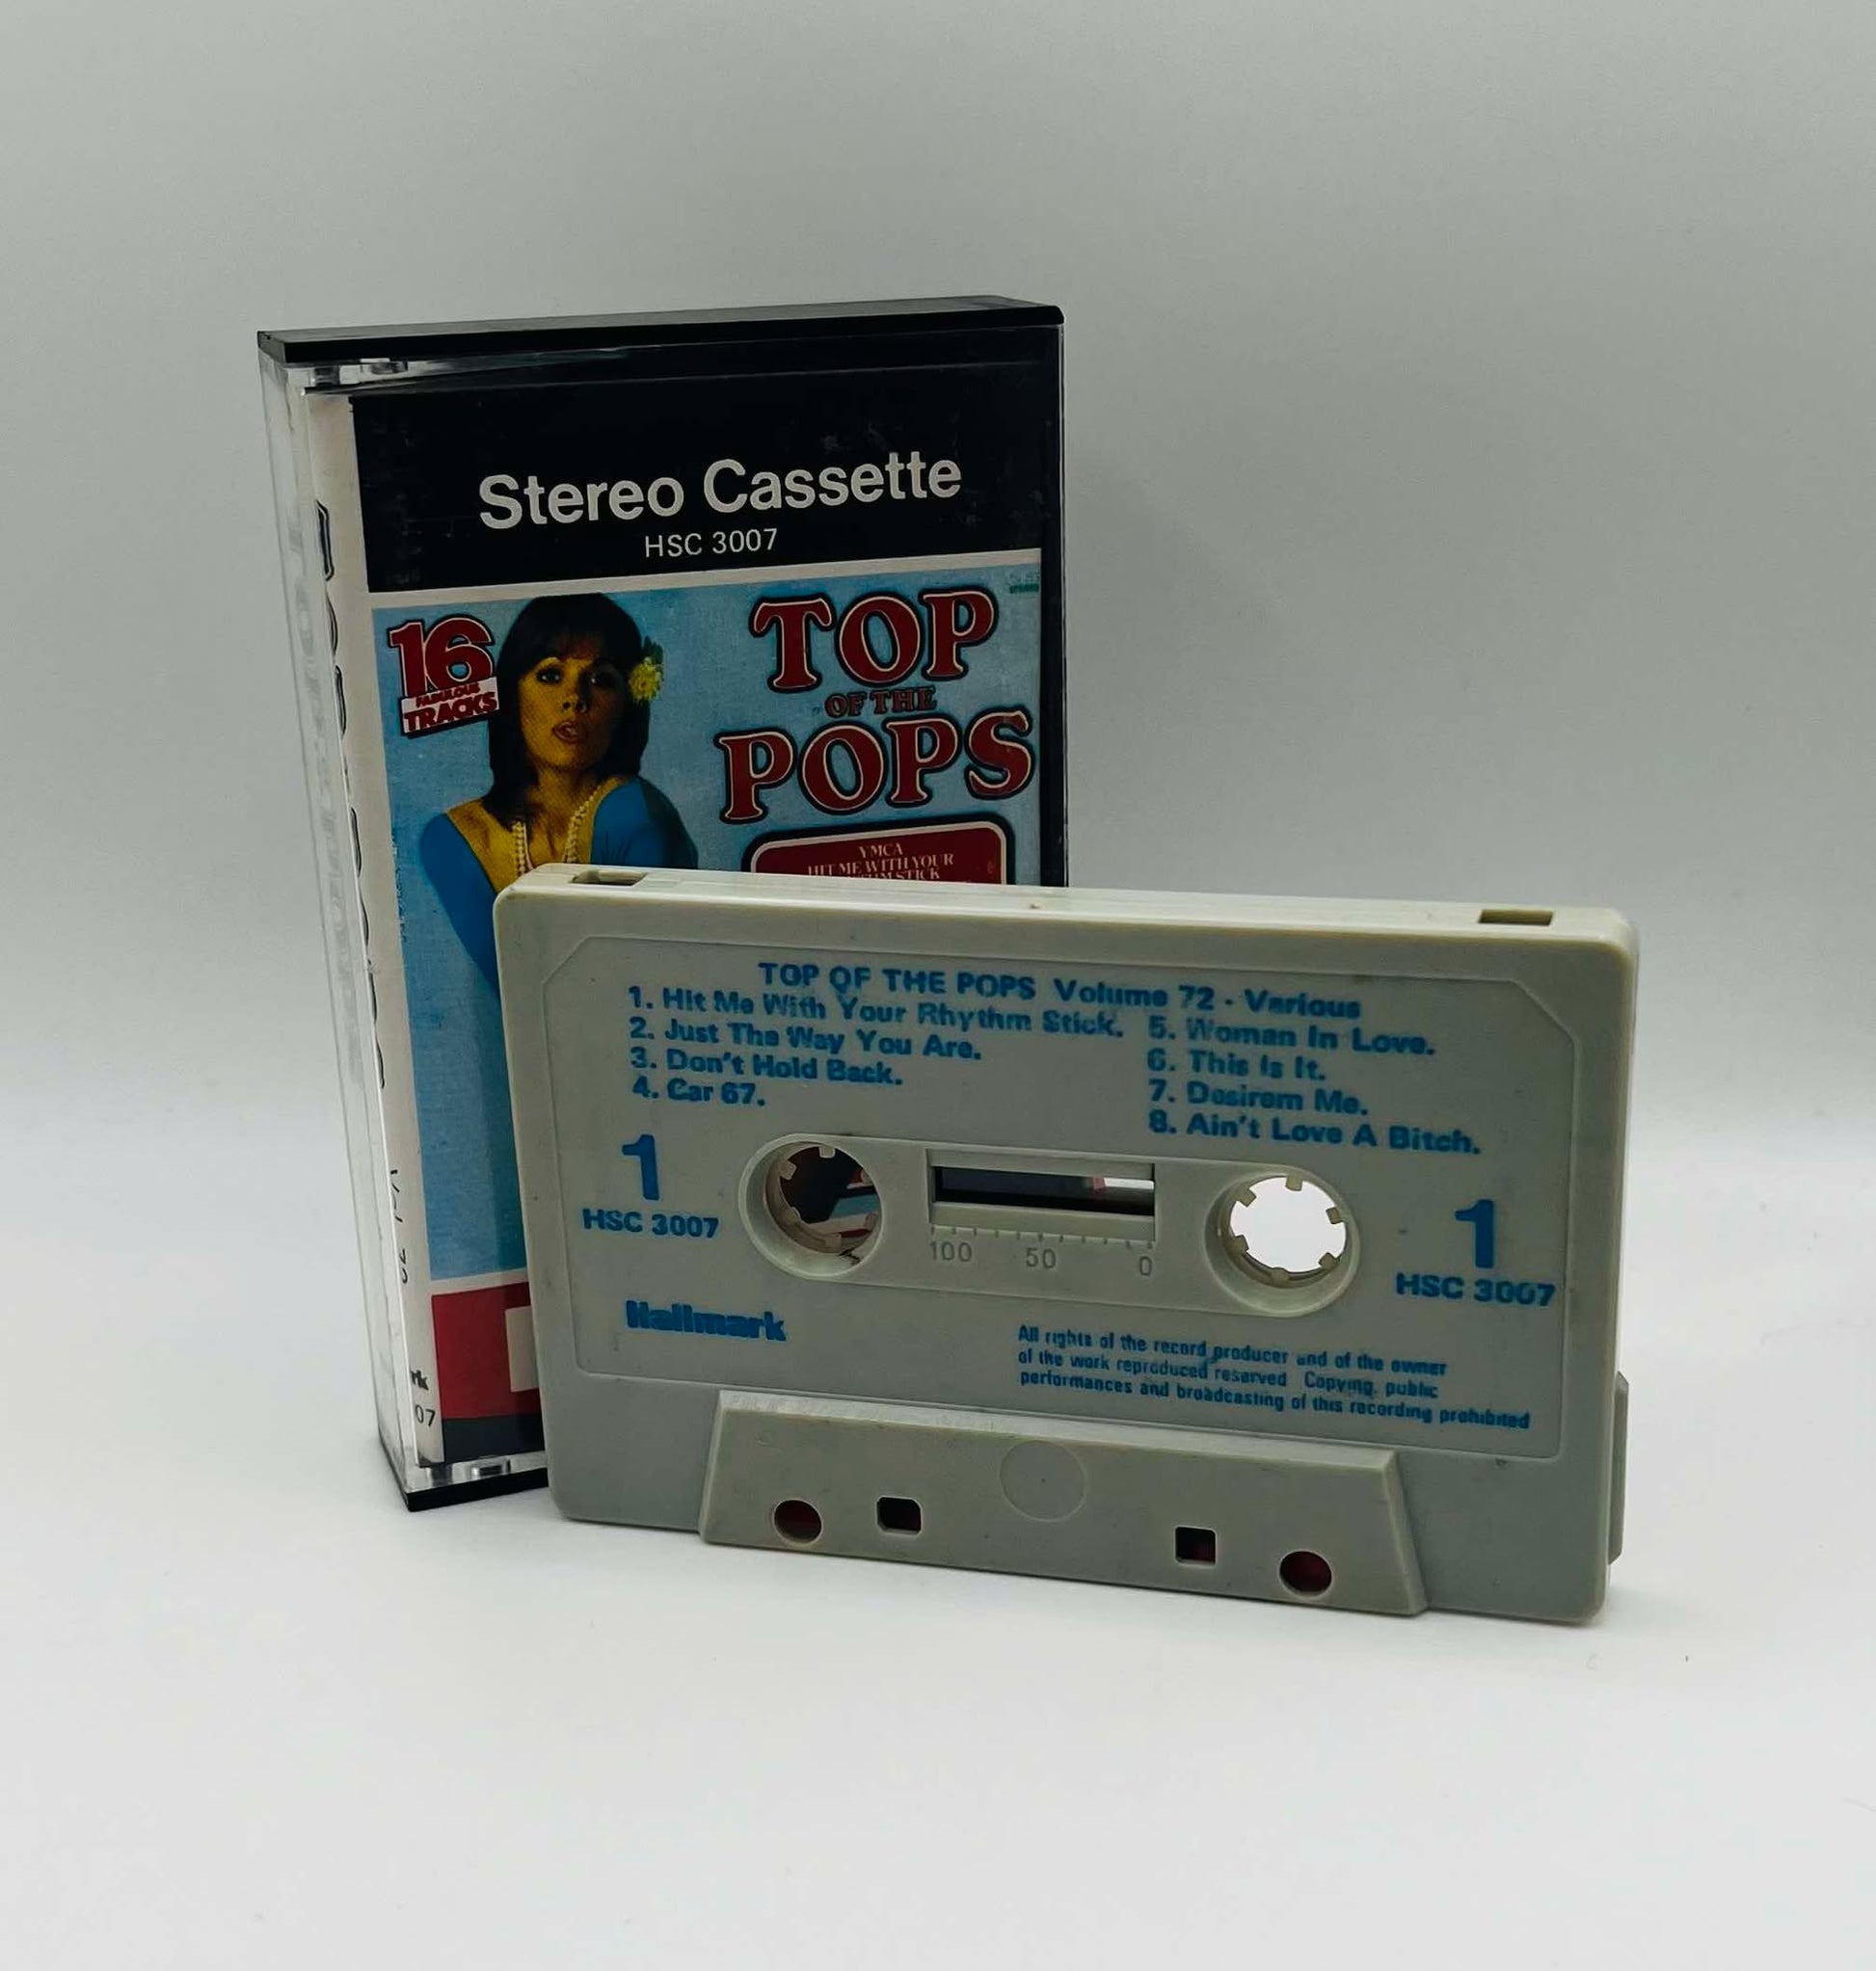 Stereo Cassette
HSC 3007
16
FABULOUS
TRACKS
TOP
OF THE
POPS
YMCA
HIT ME WITH YOUR
STICK
07
TOP OF THE POPS Volume 72 - Various
1. Hit Me With Your Rhythm Stick.
2. Just The Way You Are.
3. Don't Hold Back.
4. Car 67.
5. Woman In Love.
6. This Is It.
7. Desirem Me.
8. Ain't Love A Bitch.
1
HSC 3007
100 50 0
1
HSC 3007
Hallmark
All rights of the record producer and of the owner
of the work reproduced reserved Copying, public
performances and broadcasting of this recording prohibited